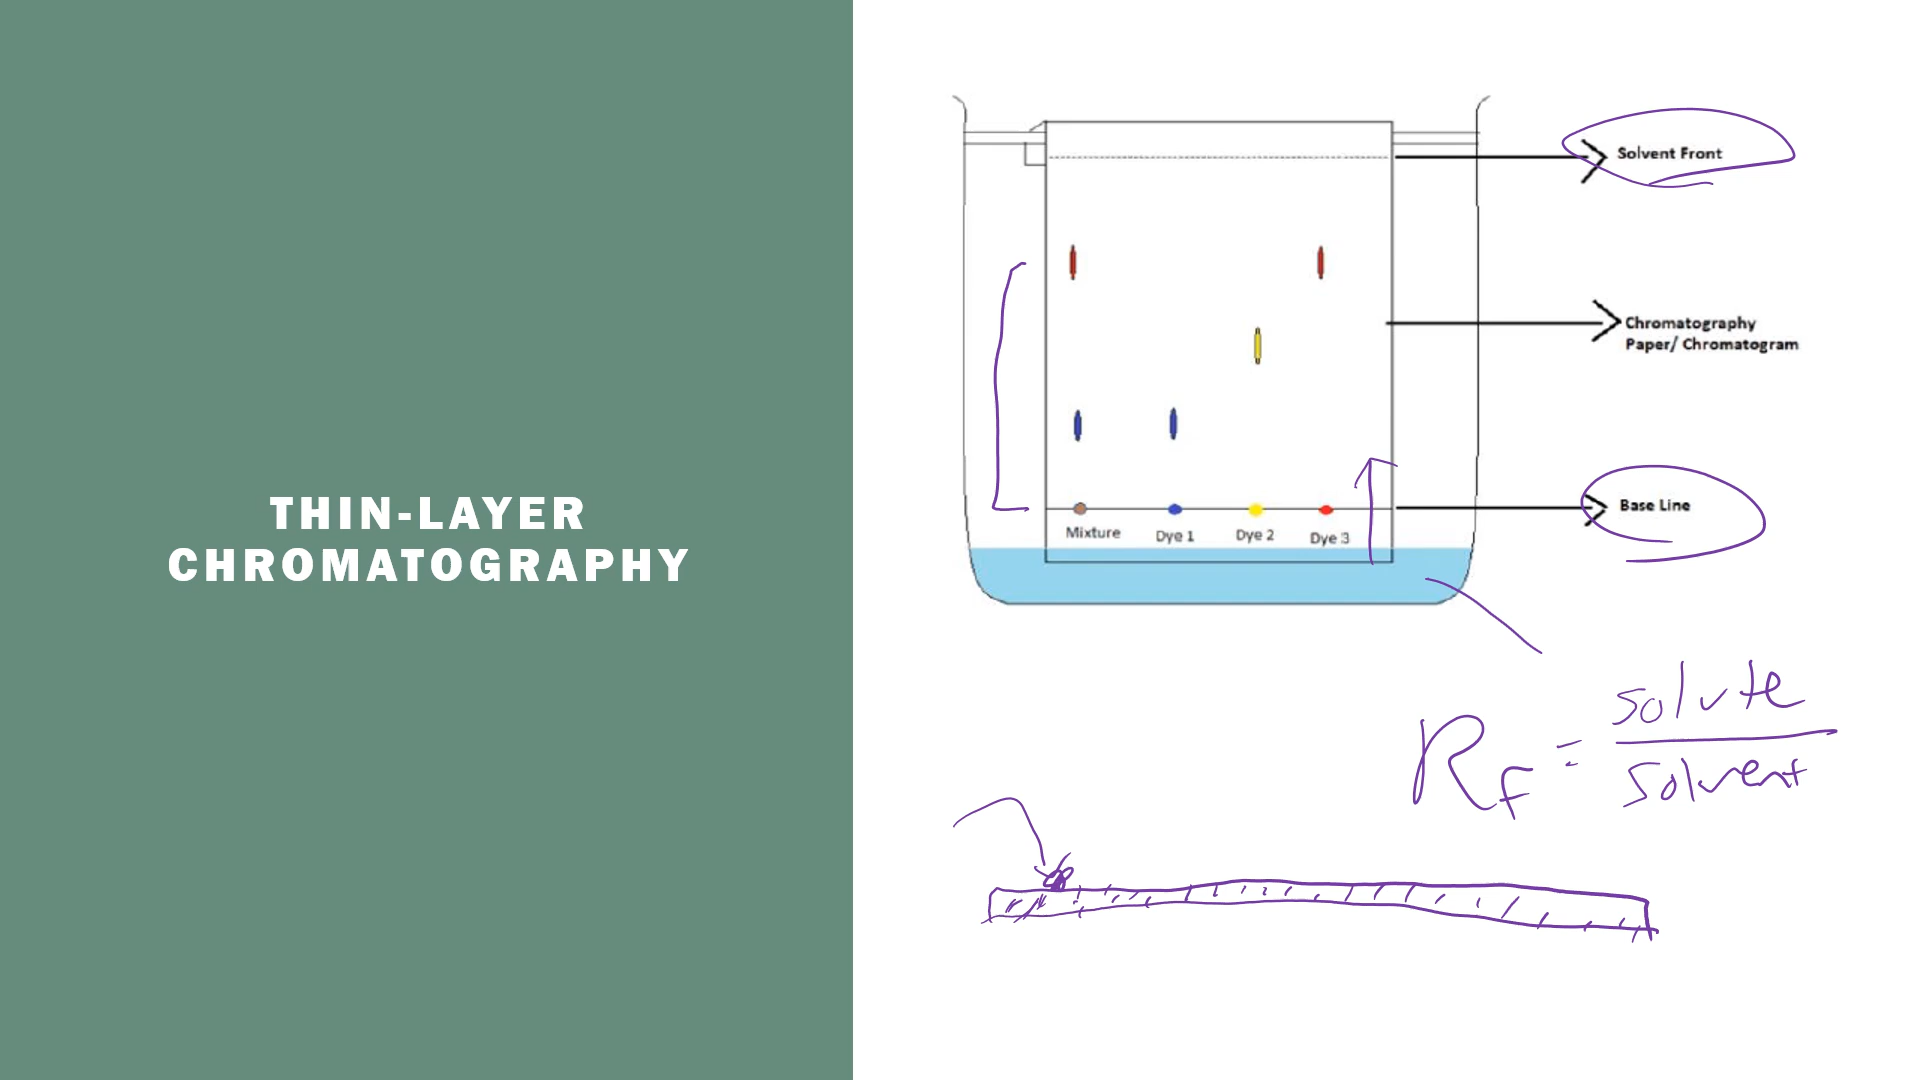 THIN-LAYER
CHROMATOGRAPHY
Solvent Front
Chromatography
Paper/ Chromatogram
Base Line
Mixture
Dye 1
Dye 2
Dye 3
Rf = solute
solvent